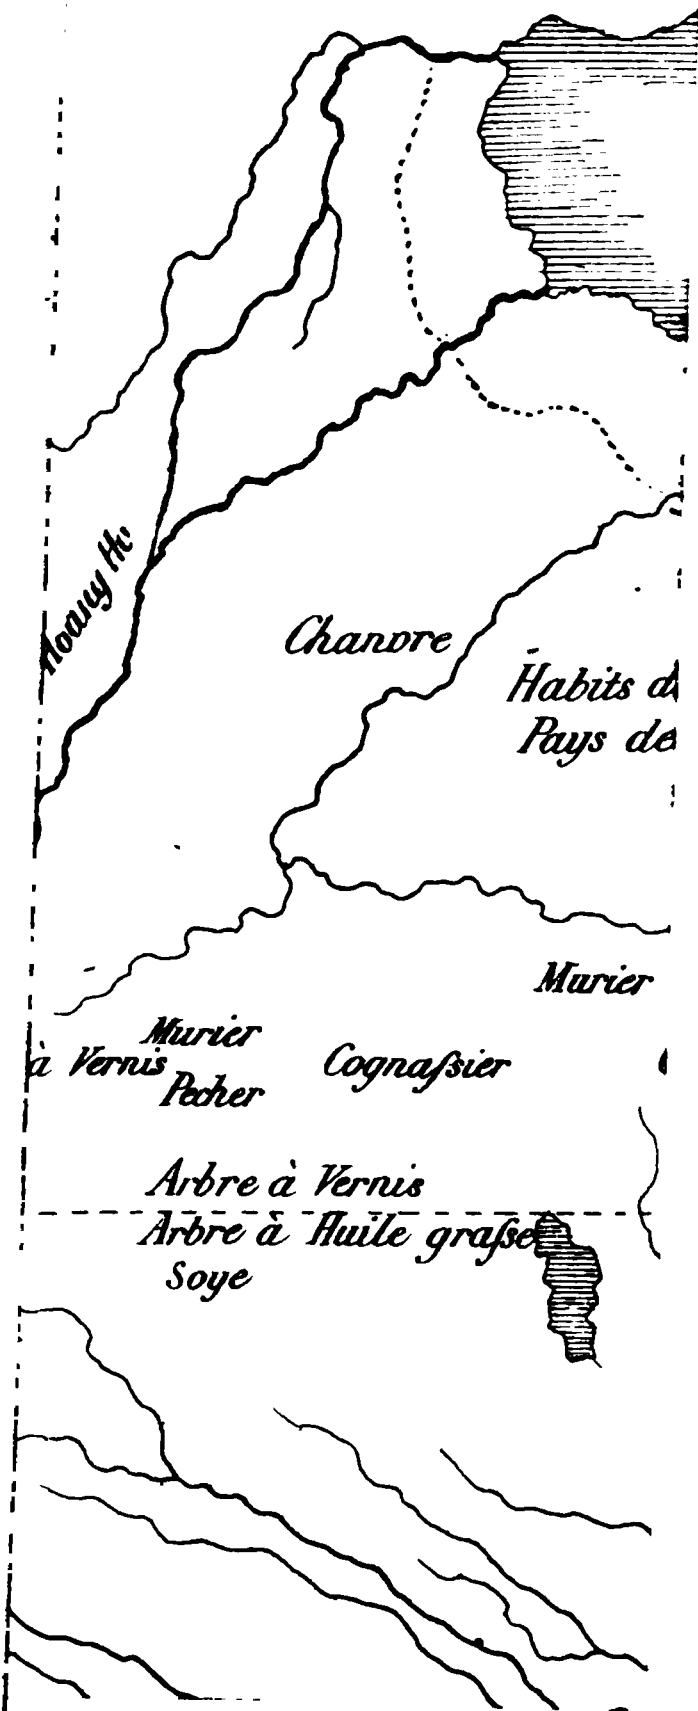 Hoang Ho
Chanvre
Habits d
Pays de
Murier
à Vernis
Murier
Pecher
Cognaſsier
Arbre à Vernis
Arbre à Huile graſse
Soye